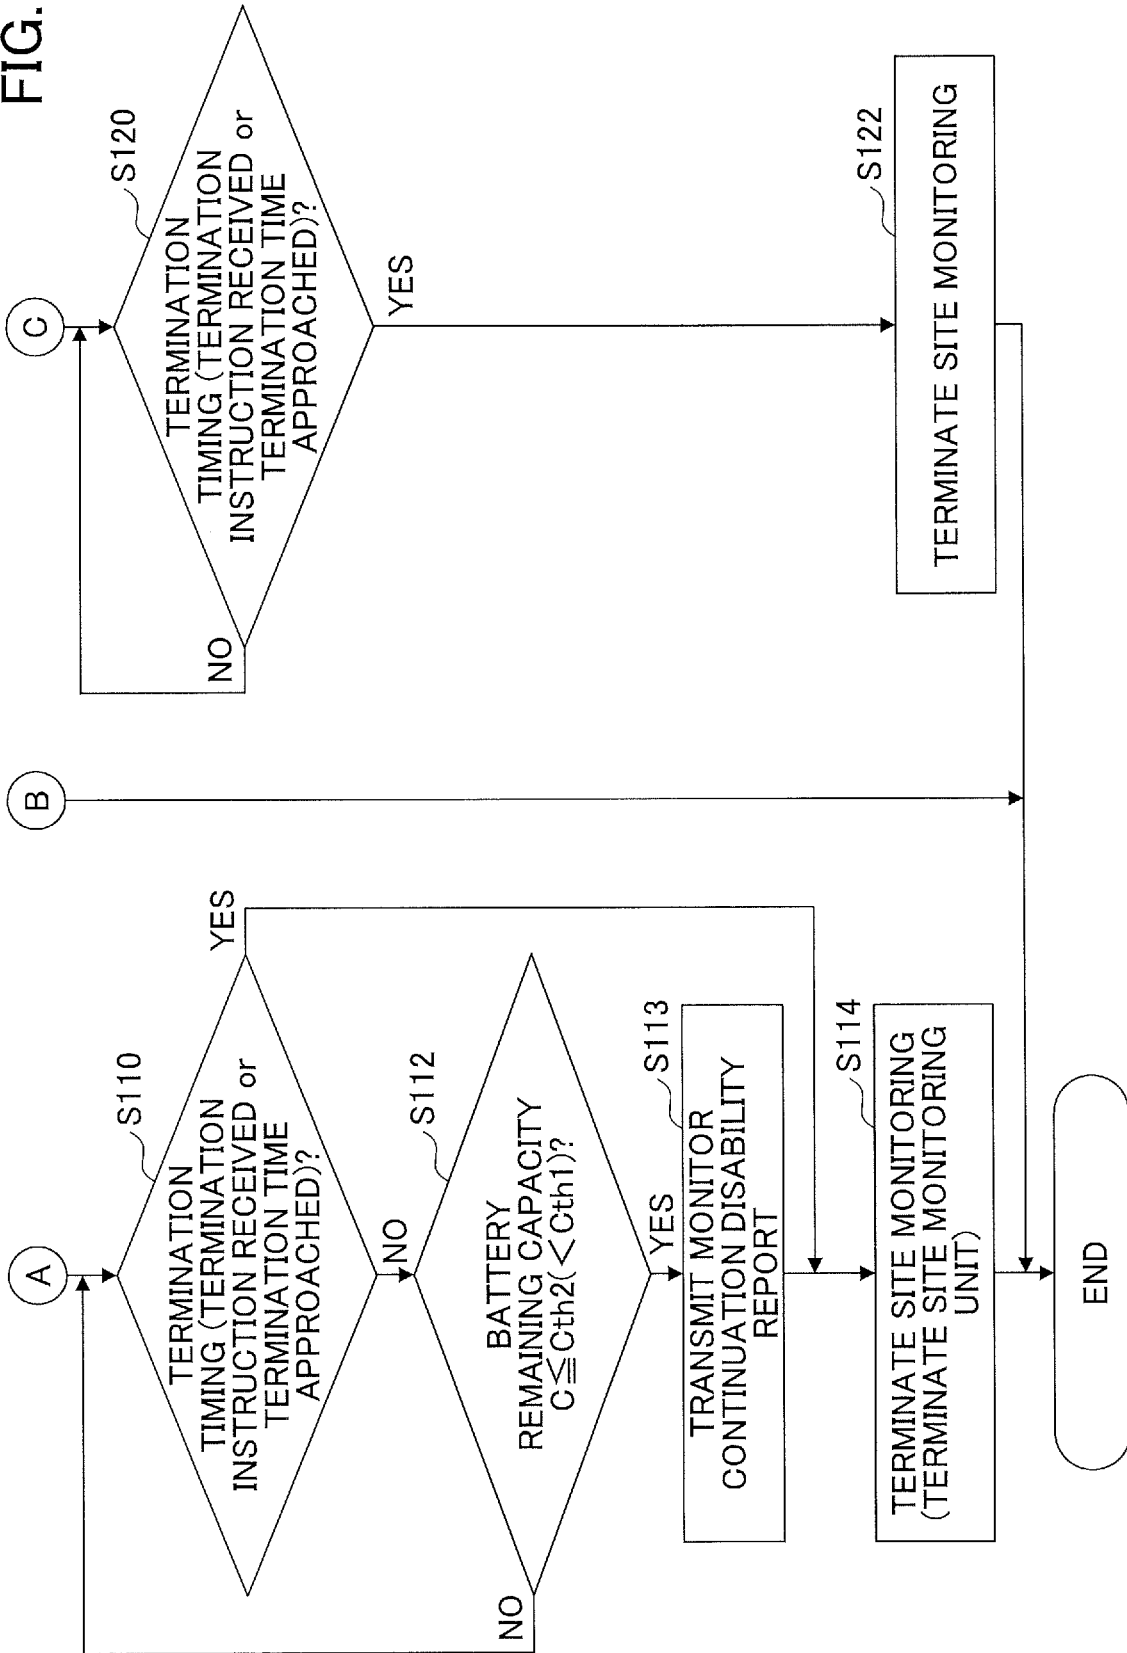 FIG.
A
S110
TERMINATION
TIMING (TERMINATION
INSTRUCTION RECEIVED or
TERMINATION TIME
APPROACHED)?
YES
NO
S112
BATTERY
REMAINING CAPACITY
C≦Cth2(<Cth1)?
NO
YES
S113
TRANSMIT MONITOR
CONTINUATION DISABILITY
REPORT
S114
TERMINATE SITE MONITORING
(TERMINATE SITE MONITORING
UNIT)
END
B
C
S120
TERMINATION
TIMING (TERMINATION
INSTRUCTION RECEIVED or
TERMINATION TIME
APPROACHED)?
NO
YES
S122
TERMINATE SITE MONITORING